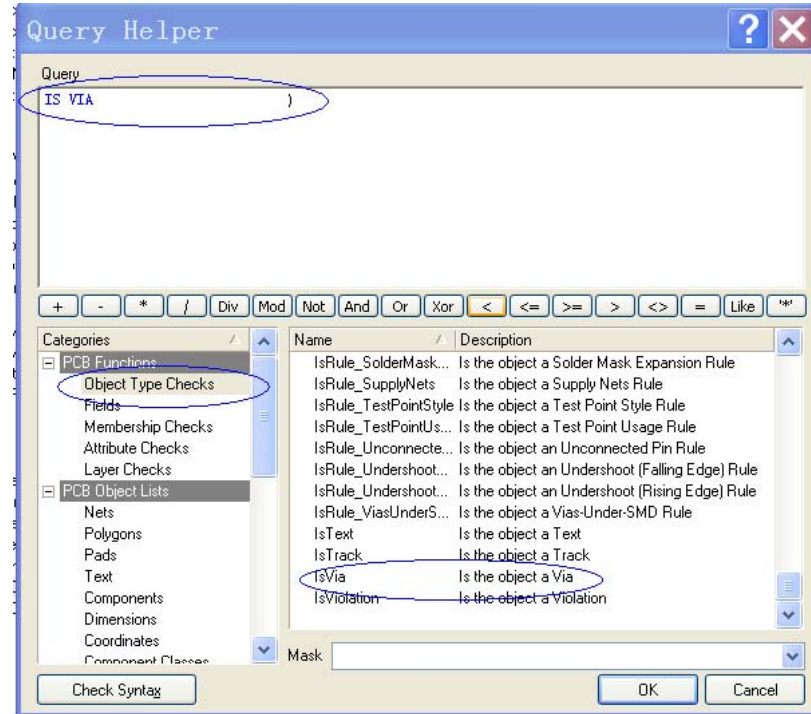 Query Helper
Query
IS VIA )
+ - * / Div Mod Not And Or Xor < <= >= > <> = Like '*'
Categories
PCB Functions
Object Type Checks
Fields
Membership Checks
Attribute Checks
Layer Checks
PCB Object Lists
Nets
Polygons
Pads
Text
Components
Dimensions
Coordinates
Component Classes
Name Description
IsRule_SolderMask... Is the object a Solder Mask Expansion Rule
IsRule_SupplyNets Is the object a Supply Nets Rule
IsRule_TestPointStyle Is the object a Test Point Style Rule
IsRule_TestPointUs... Is the object a Test Point Usage Rule
IsRule_Unconnecte... Is the object an Unconnected Pin Rule
IsRule_Undershoot... Is the object an Undershoot (Falling Edge) Rule
IsRule_Undershoot... Is the object an Undershoot (Rising Edge) Rule
IsRule_ViasUnderS... Is the object a Vias-Under-SMD Rule
IsText Is the object a Text
IsTrack Is the object a Track
IsVia Is the object a Via
IsViolation Is the object a Violation
Mask
Check Syntax OK Cancel